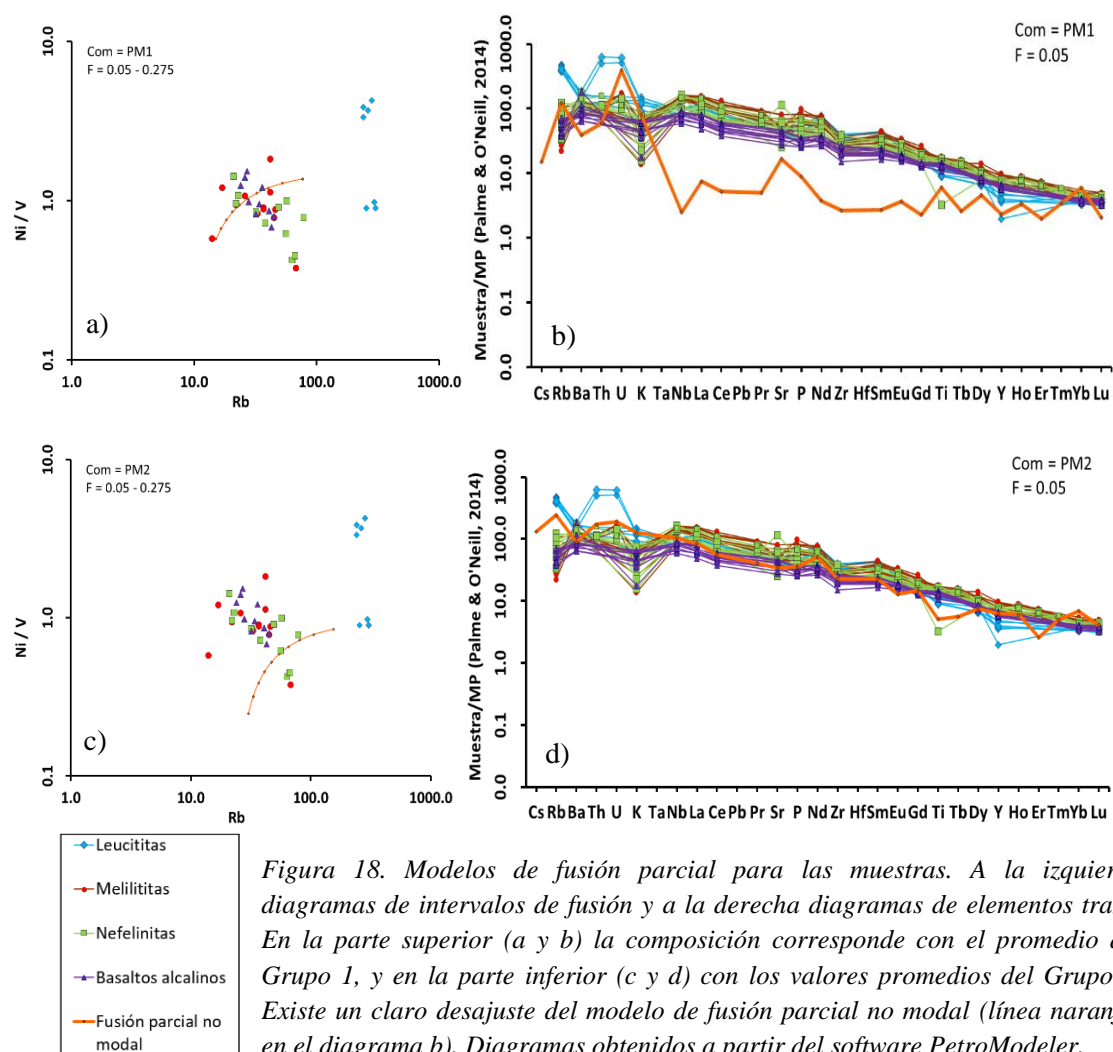 Com = PM1
F = 0.05 - 0.275
10.0
1.0
0.1
Ni / V
a)
1.0 10.0 100.0 1000.0
Rb
Com = PM1
F = 0.05
1000.0
100.0
10.0
1.0
0.1
0.0
Muestra/MP (Palme & O'Neill, 2014)
b)
Cs Rb Ba Th U K Ta Nb La Ce Pb Pr Sr P Nd Zr Hf Sm Eu Gd Ti Tb Dy Y Ho Er Tm Yb Lu
Com = PM2
F = 0.05 - 0.275
10.0
1.0
0.1
Ni / V
c)
1.0 10.0 100.0 1000.0
Rb
Com = PM2
F = 0.05
1000.0
100.0
10.0
1.0
0.1
0.0
Muestra/MP (Palme & O'Neill, 2014)
d)
Cs Rb Ba Th U K Ta Nb La Ce Pb Pr Sr P Nd Zr Hf Sm Eu Gd Ti Tb Dy Y Ho Er Tm Yb Lu
Leucititas
Melilititas
Nefelinitas
Basaltos alcalinos
Fusión parcial no
modal
Figura 18. Modelos de fusión parcial para las muestras. A la izquier
diagramas de intervalos de fusión y a la derecha diagramas de elementos tra
En la parte superior (a y b) la composición corresponde con el promedio
Grupo 1, y en la parte inferior (c y d) con los valores promedios del Grupo
Existe un claro desajuste del modelo de fusión parcial no modal (línea naran
en el diagrama b). Diagramas obtenidos a partir del software PetroModeler.